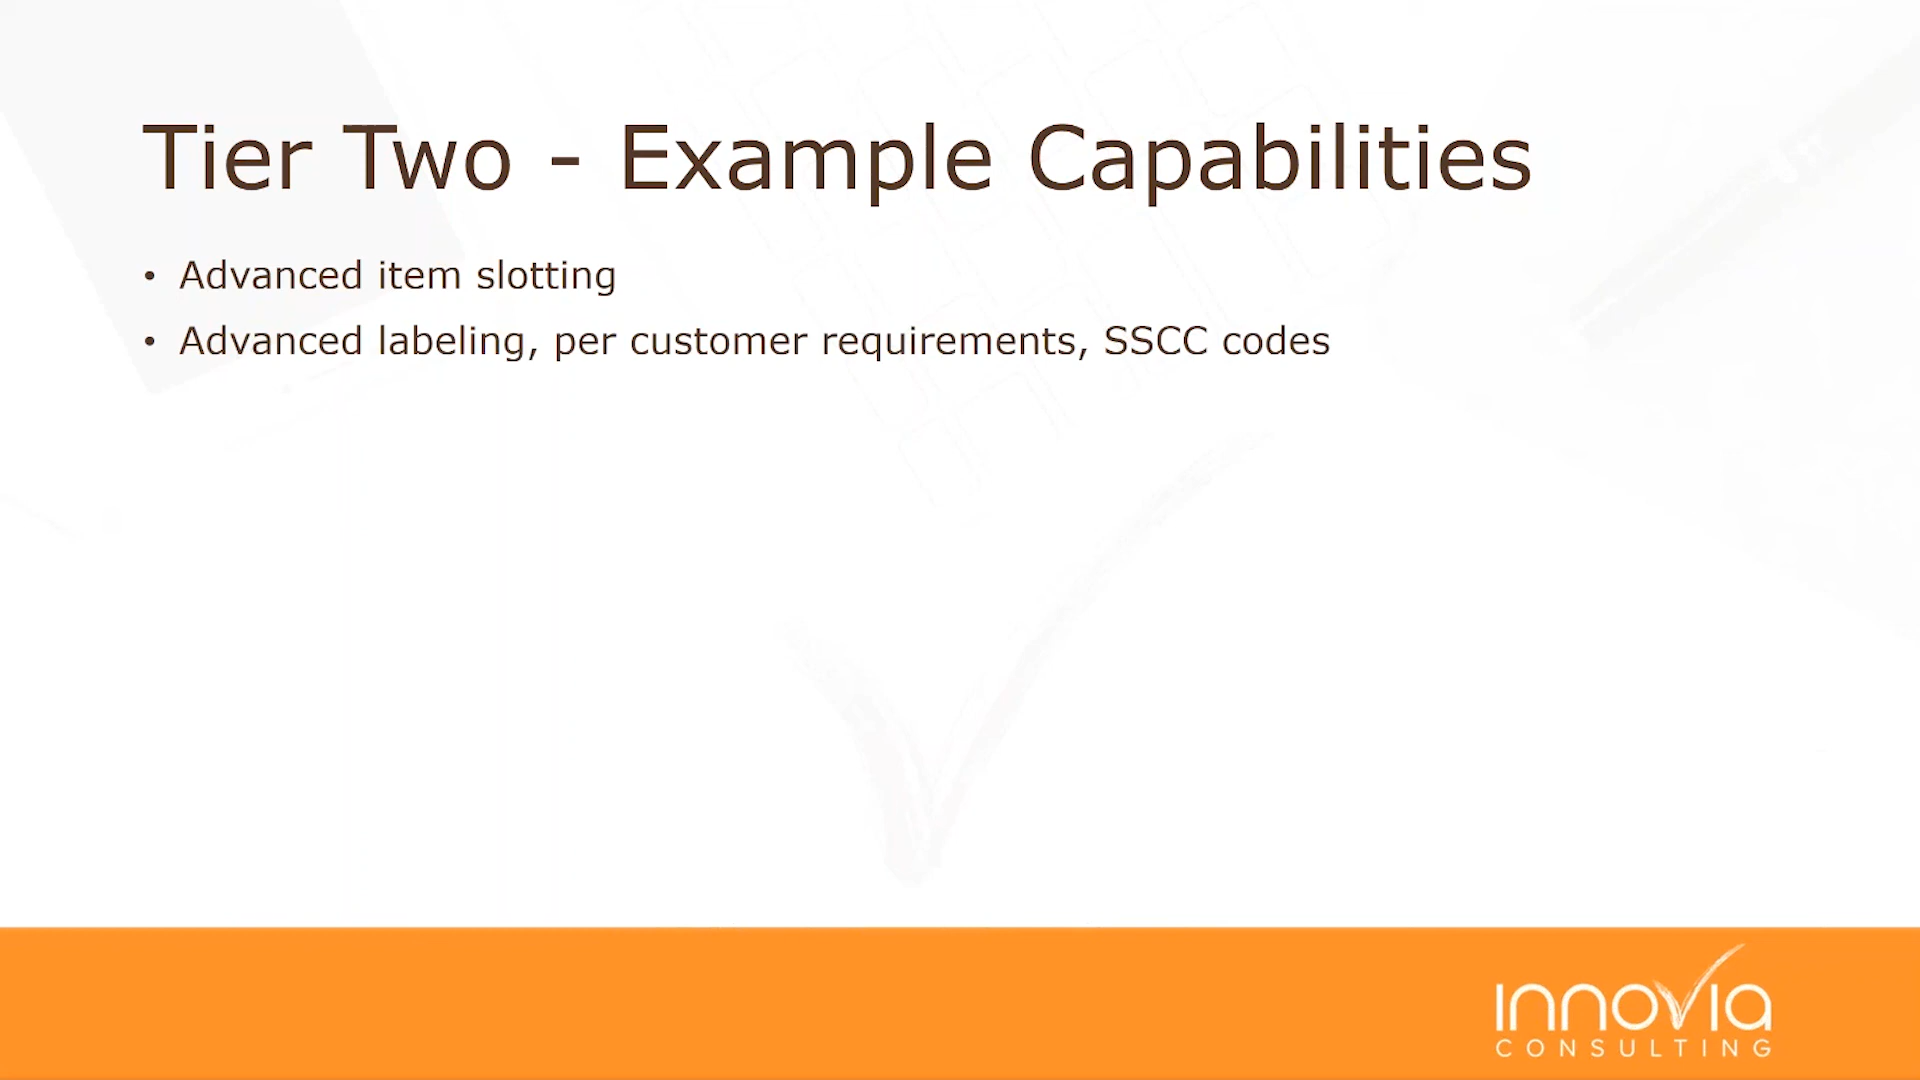 Tier Two - Example Capabilities
• Advanced item slotting
• Advanced labeling, per customer requirements, SSCC codes
innovia
CONSULTING